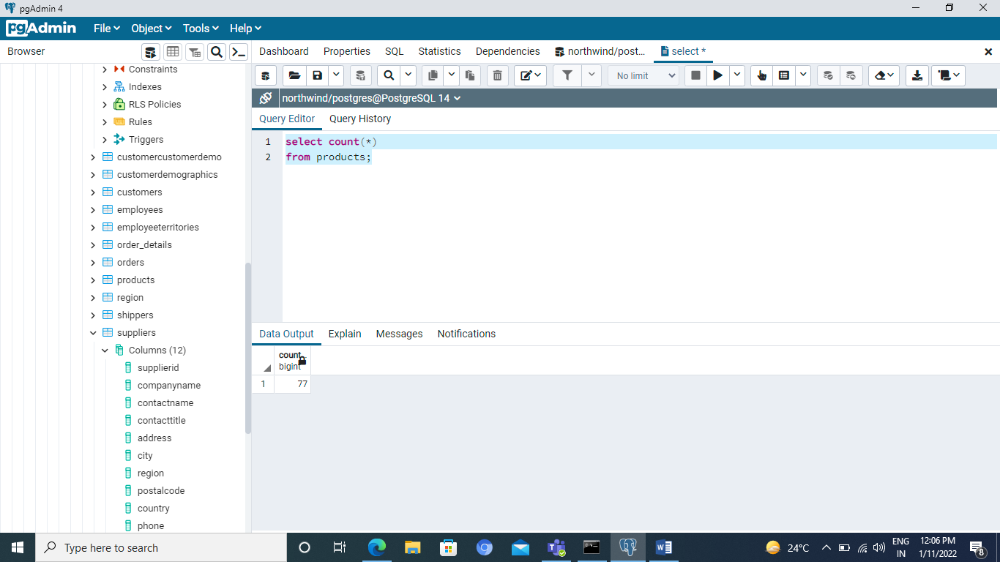 pgAdmin 4
pgAdmin File Object Tools Help
Browser
Dashboard Properties SQL Statistics Dependencies northwind/post... select *
No limit
northwind/postgres@PostgreSQL 14
Query Editor Query History
1 select count(*)
2 from products;
Constraints
Indexes
RLS Policies
Rules
Triggers
customercustomerdemo
customerdemographics
customers
employees
employeeterritories
order_details
orders
products
region
shippers
suppliers
Columns (12)
supplierid
companyname
contactname
contacttitle
address
city
region
postalcode
country
phone
Data Output Explain Messages Notifications
count
bigint
1 77
Type here to search
24°C
ENG
IN
12:06 PM
1/11/2022
8